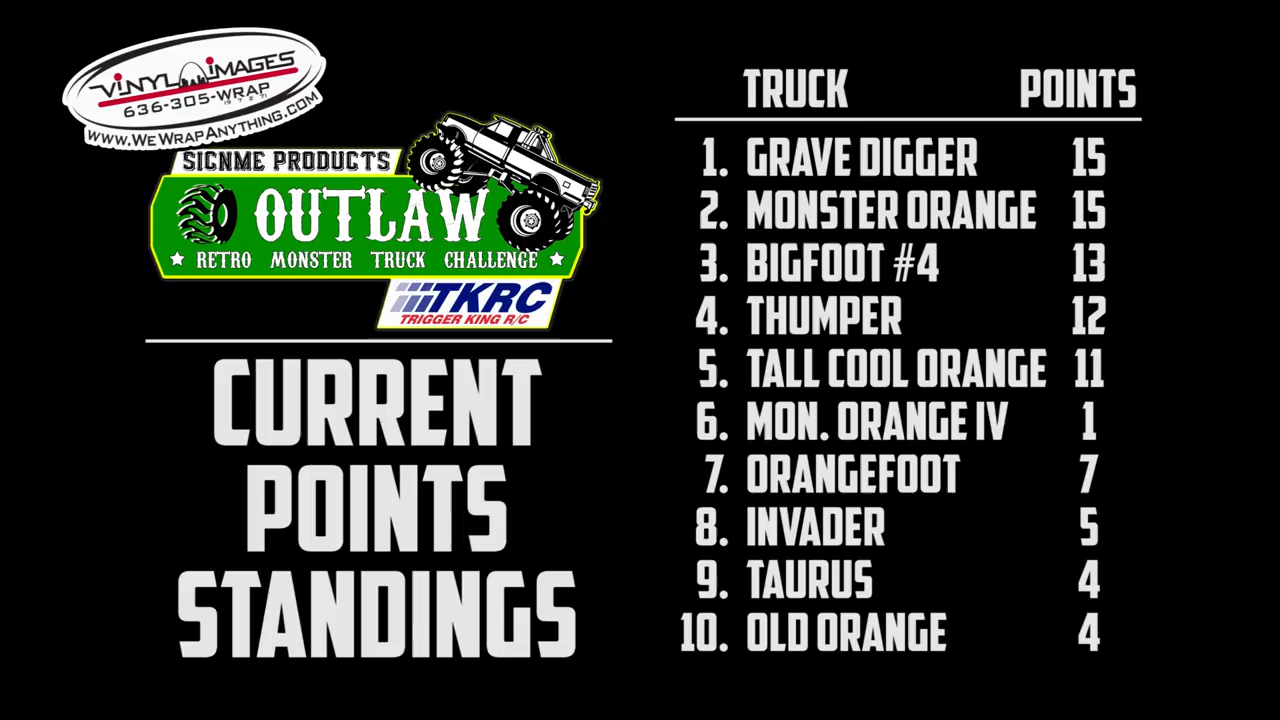 VINYL IMAGES
636-305-WRAP
(9727)
WWW.WEWRAPANYTHING.COM
SICNME PRODUCTS
OUTLAW
RETRO MONSTER TRUCK CHALLENGE
TKRC
TRIGGER KING R/C
CURRENT
POINTS
STANDINGS
TRUCK POINTS
1. GRAVE DIGGER 15
2. MONSTER ORANGE 15
3. BIGFOOT #4 13
4. THUMPER 12
5. TALL COOL ORANGE 11
6. MON. ORANGE IV 1
7. ORANGEFOOT 7
8. INVADER 5
9. TAURUS 4
10. OLD ORANGE 4